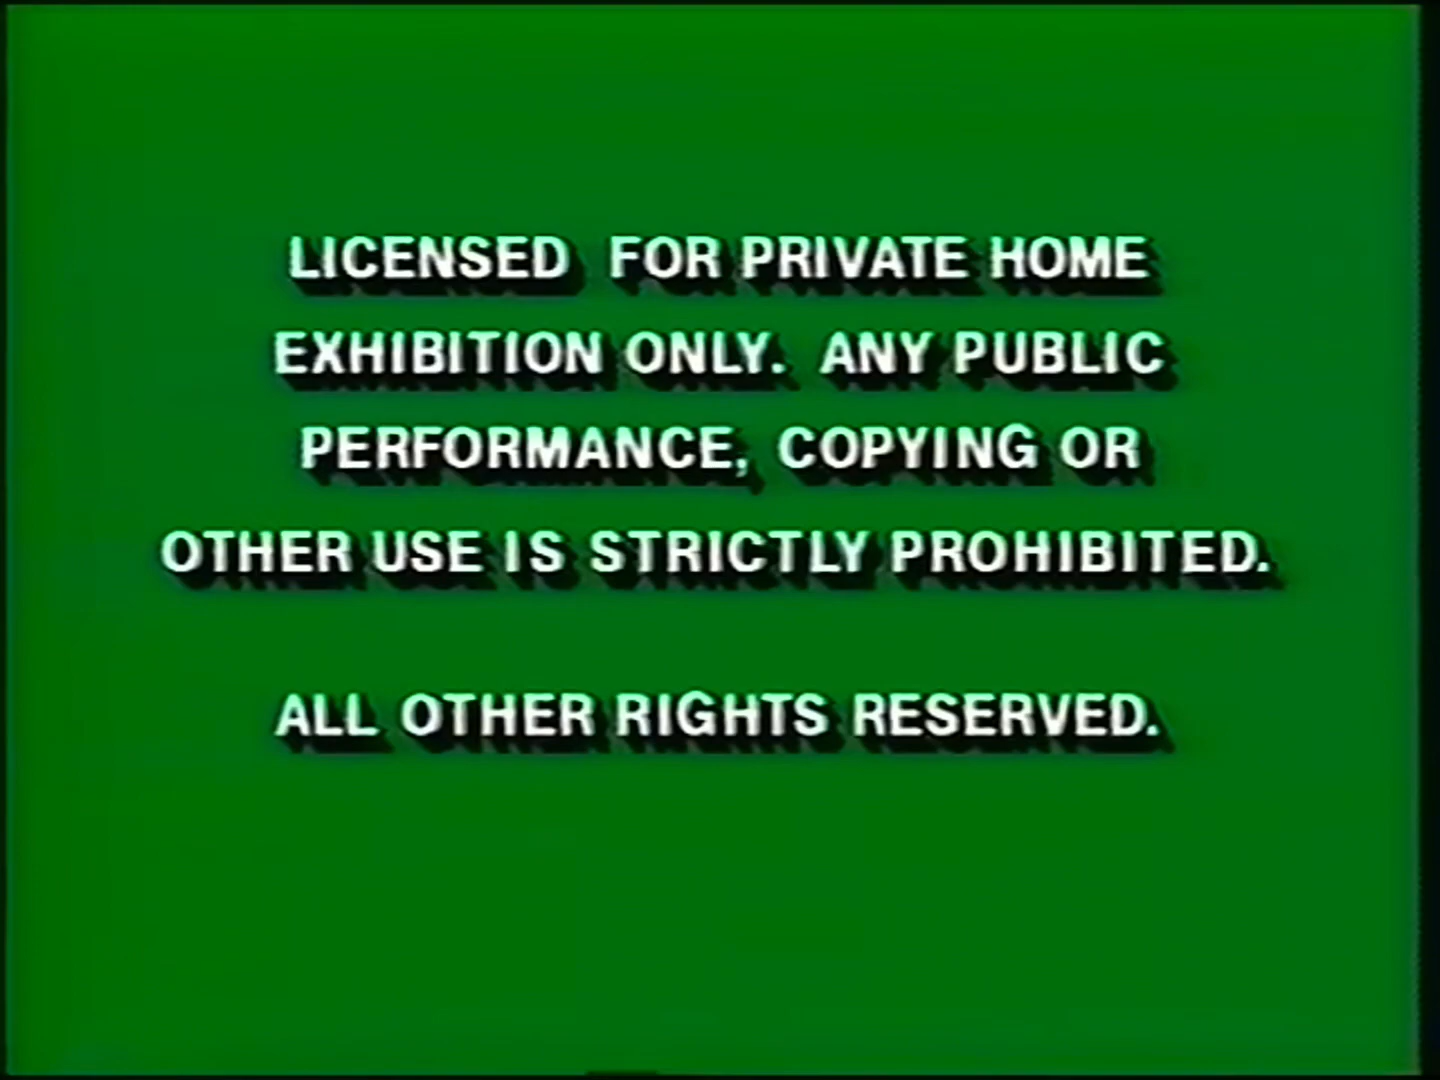 LICENSED FOR PRIVATE HOME
EXHIBITION ONLY. ANY PUBLIC
PERFORMANCE, COPYING OR
OTHER USE IS STRICTLY PROHIBITED.
ALL OTHER RIGHTS RESERVED.